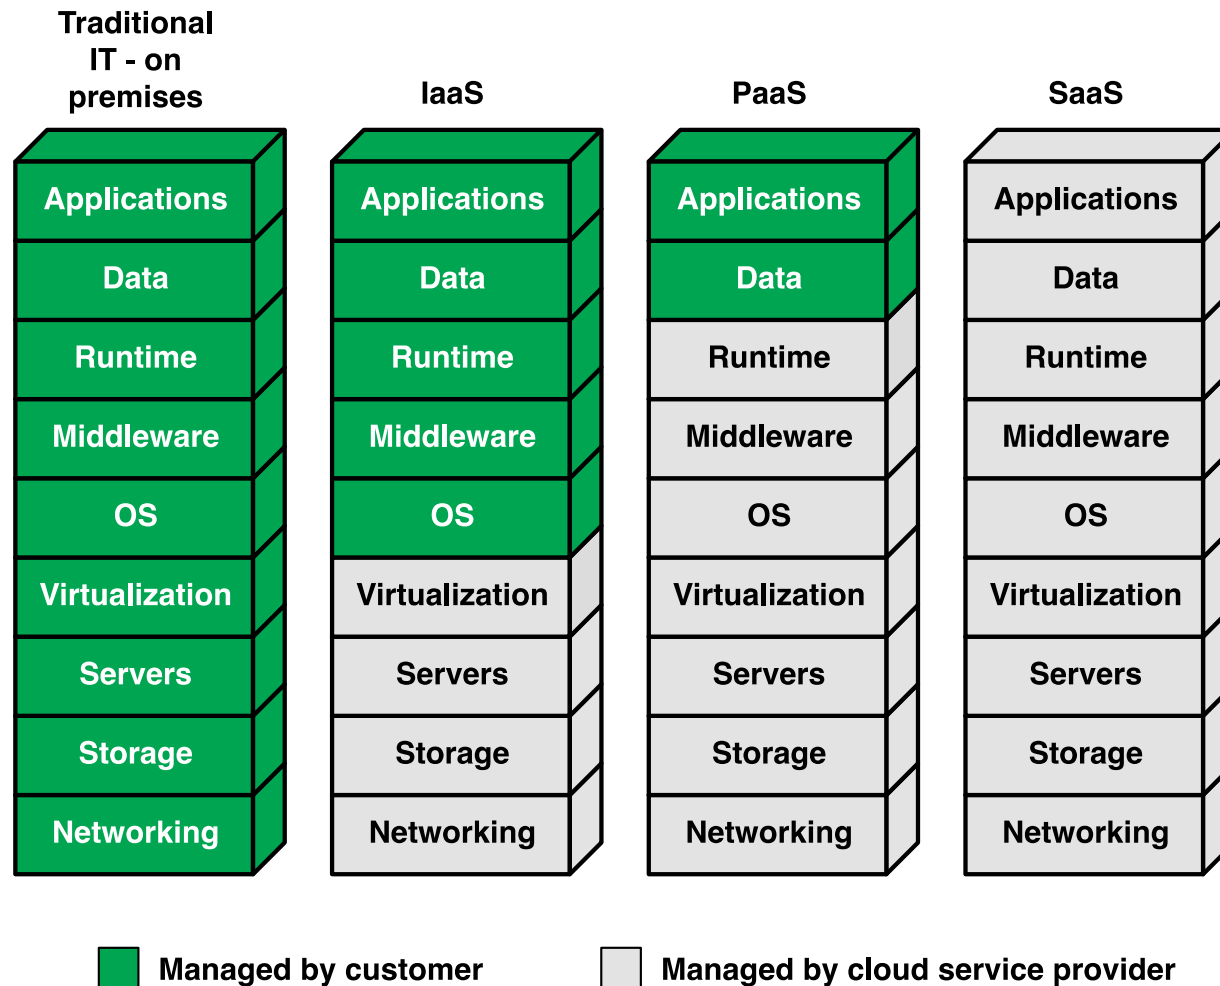 Traditional
IT - on
premises
IaaS
PaaS
SaaS
Applications
Applications
Applications
Applications
Data
Data
Data
Data
Runtime
Runtime
Runtime
Runtime
Middleware
Middleware
Middleware
Middleware
OS
OS
OS
OS
Virtualization
Virtualization
Virtualization
Virtualization
Servers
Servers
Servers
Servers
Storage
Storage
Storage
Storage
Networking
Networking
Networking
Networking
Managed by customer
Managed by cloud service provider